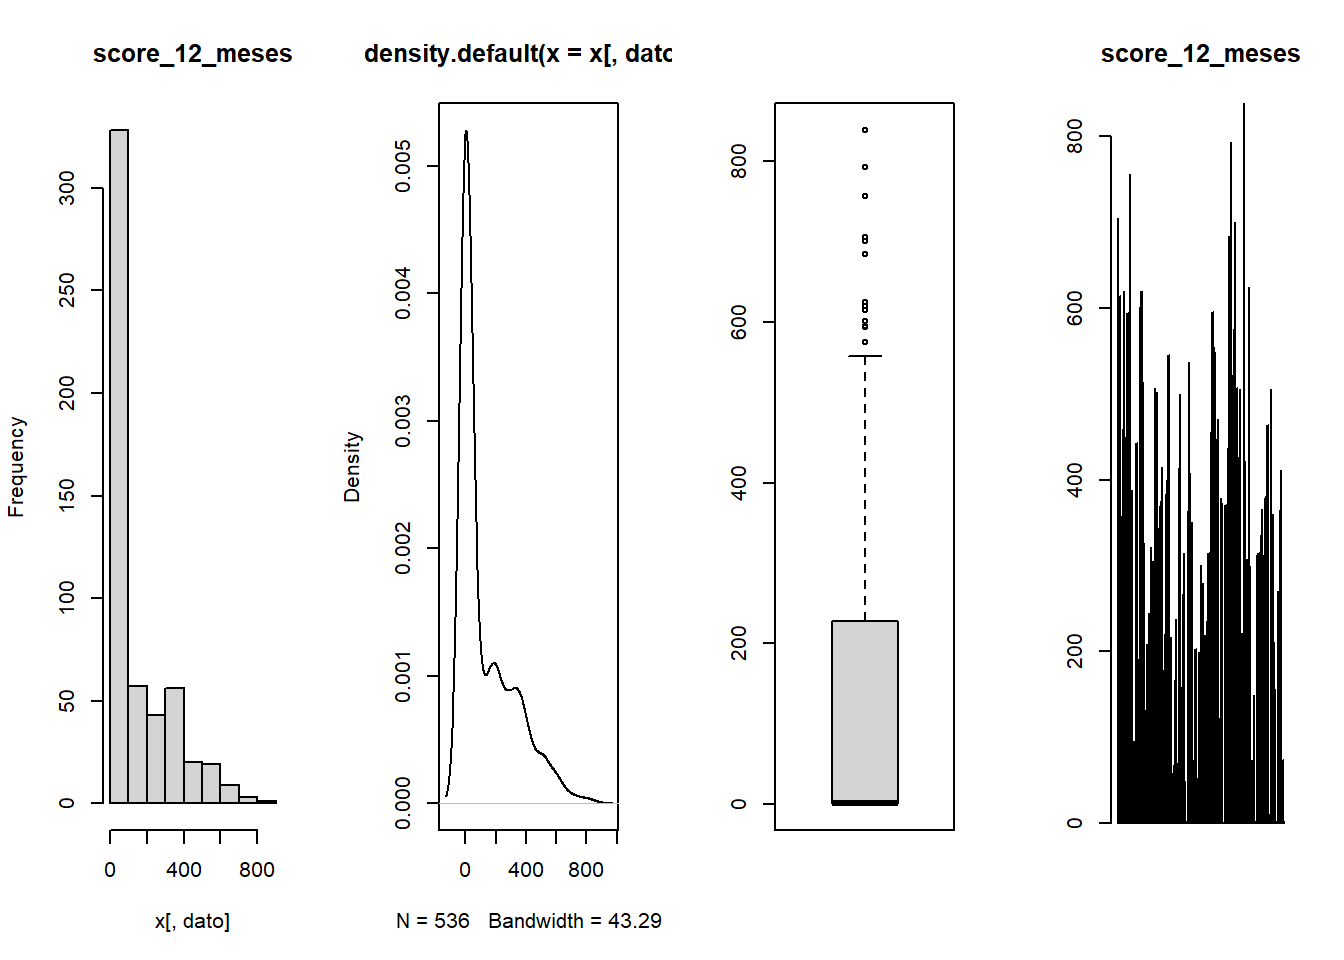 score_12_meses
Frequency
0
50
100
150
200
250
300
0 400 800
x[, dato]
density.default(x = x[, dato
Density
0.000
0.001
0.002
0.003
0.004
0.005
0 400 800
N = 536 Bandwidth = 43.29
0
200
400
600
800
score_12_meses
0
200
400
600
800